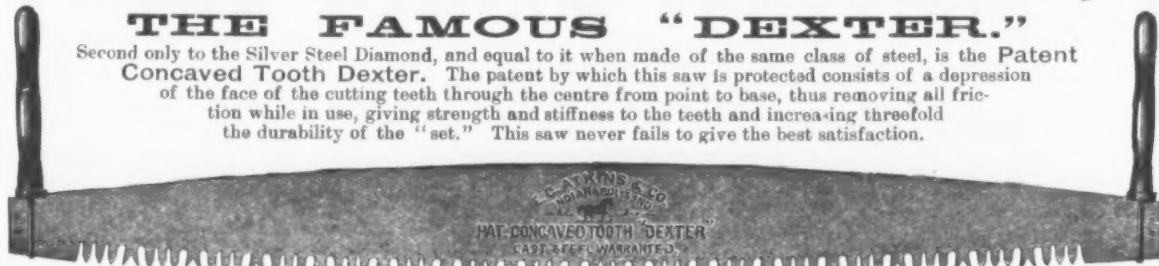 THE FAMOUS “DEXTER.”
Second only to the Silver Steel Diamond, and equal to it when made of the same class of steel, is the Patent
Concaved Tooth Dexter. The patent by which this saw is protected consists of a depression
of the face of the cutting teeth through the centre from point to base, thus removing all fric-
tion while in use, giving strength and stiffness to the teeth and increasing threefold
the durability of the “set.” This saw never fails to give the best satisfaction.
E.C. ATKINS & CO.
INDIANAPOLIS, IND.
PAT. CONCAVED TOOTH "DEXTER"
CAST STEEL WARRANTED.